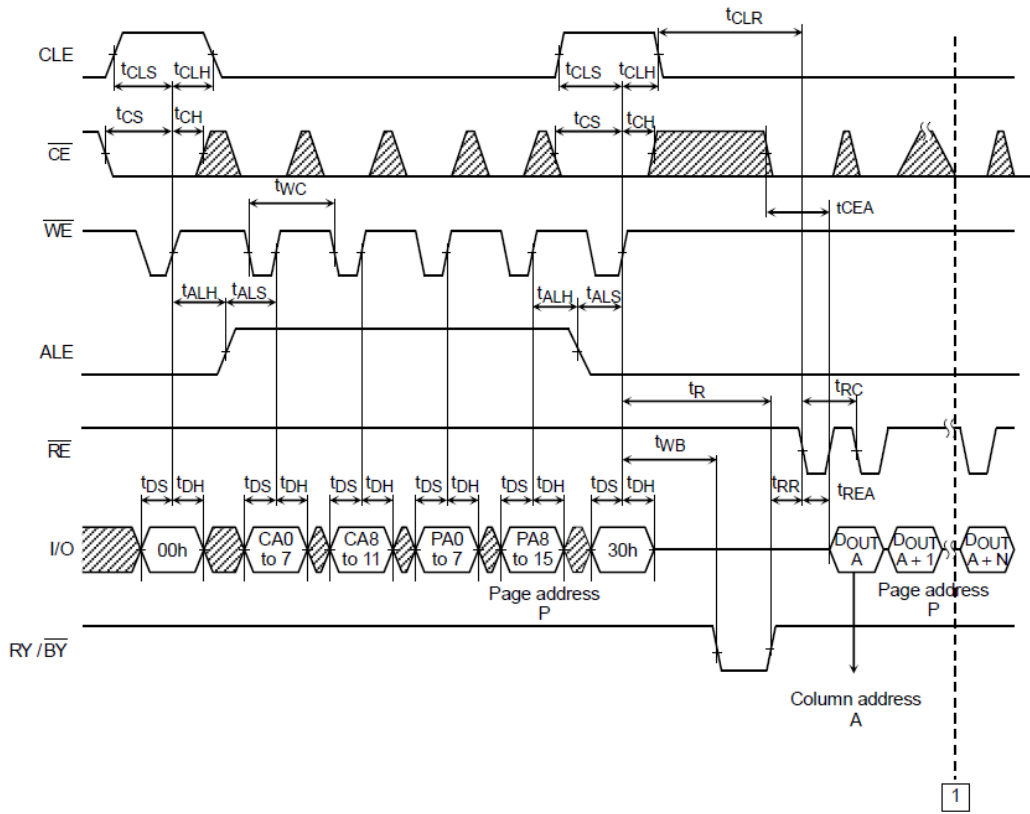 CLE
tCLS
tCLH
tCLS
tCLH
tCLR
CE
tCS
tCH
tCS
tCH
tCEA
WE
tWC
tALH
tALS
tALH
tALS
ALE
tR
tRC
RE
tWB
tRR
tREA
tDS
tDH
tDS
tDH
tDS
tDH
tDS
tDH
tDS
tDH
tDS
tDH
I/O
00h
CA0
to 7
CA8
to 11
PA0
to 7
PA8
to 15
30h
DOUT
A
DOUT
A + 1
DOUT
A + N
Page address
P
Page address
P
RY / BY
Column address
A
1